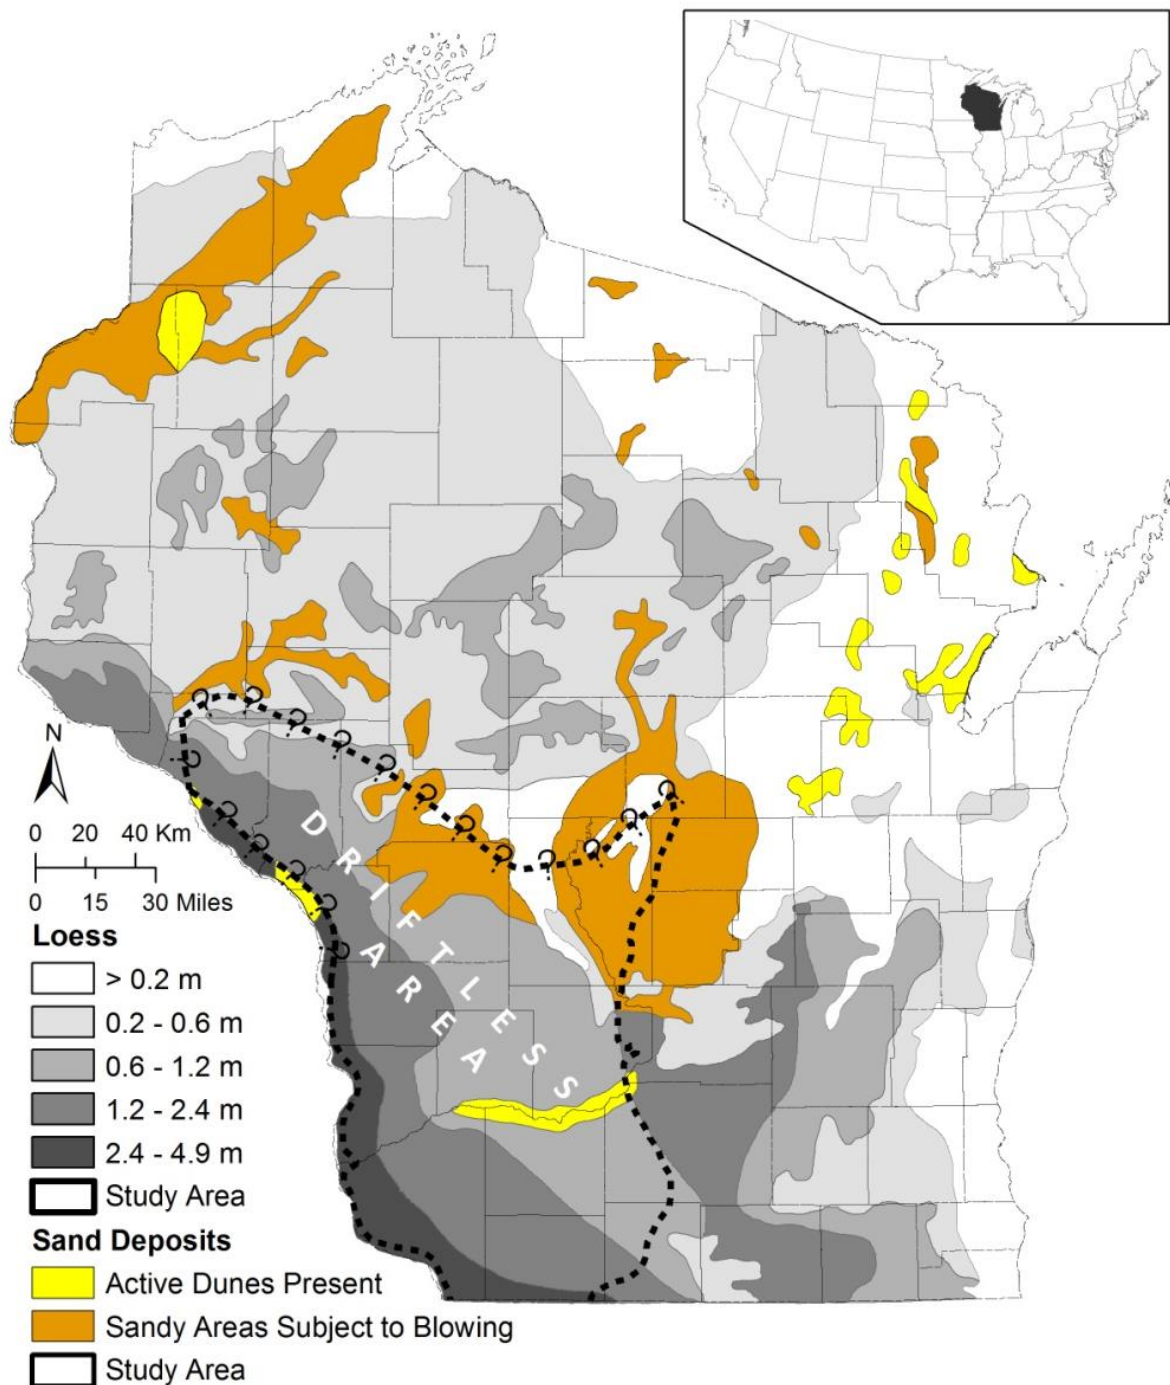 N
0 20 40 Km
0 15 30 Miles
DRIFTLESS
AREA
Loess
> 0.2 m
0.2 - 0.6 m
0.6 - 1.2 m
1.2 - 2.4 m
2.4 - 4.9 m
Study Area
Sand Deposits
Active Dunes Present
Sandy Areas Subject to Blowing
Study Area